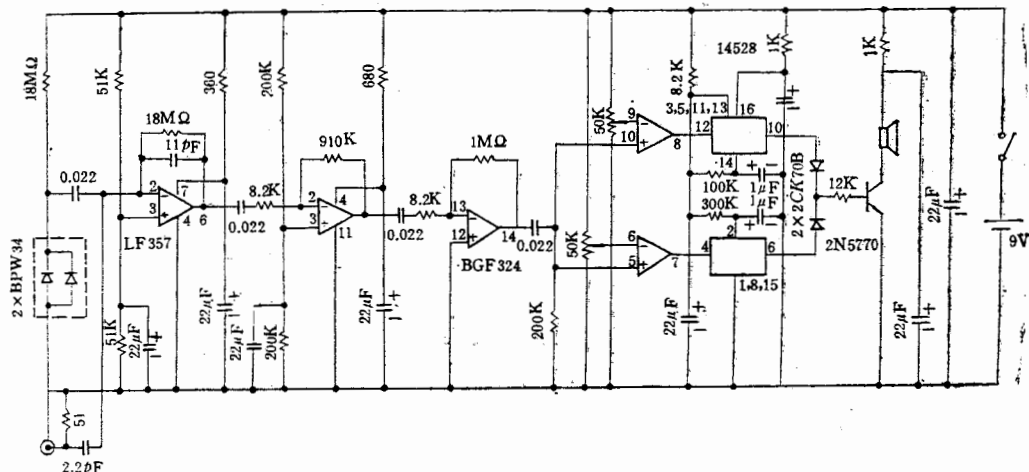 18MΩ
51K
18MΩ
11pF
0.022
2
3
7
4
6
LF357
360
2×BPW34
51K
22μF
51
2.2pF
0.022
8.2K
22μF
22μF
200K
200K
910K
2
3
4
11
680
22μF
0.022
8.2K
1MΩ
13
12
14
BGF324
0.022
200K
50K
50K
9
10
8
6
5
7
8.2K
3,5,11,13
14528
12
16
10
14
1K
100K
1μF
300K
1μF
2
4
6
1,8,15
22μF
2×2CK70B
12K
2N5770
1K
22μF
22μF
9V